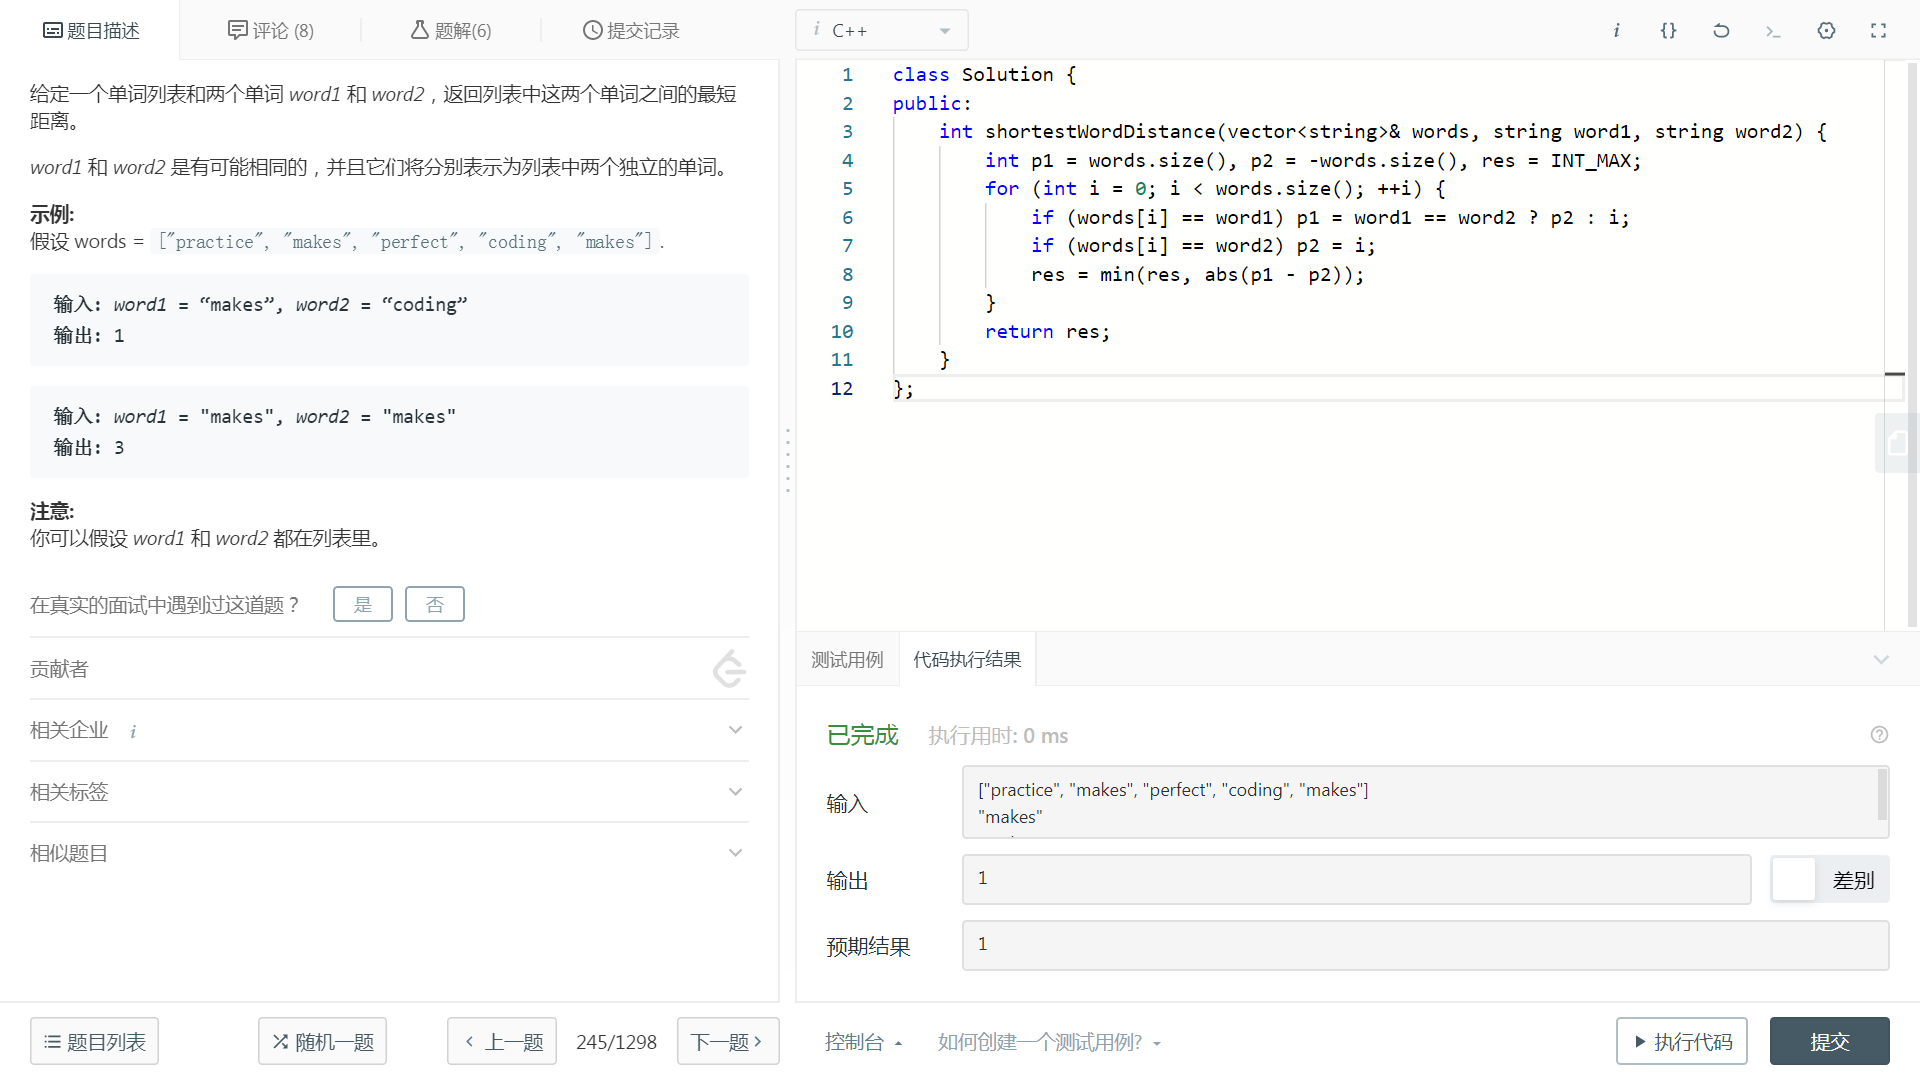 题目描述
评论 (8)
题解(6)
提交记录
给定一个单词列表和两个单词 word1 和 word2，返回列表中这两个单词之间的最短
距离。
word1 和 word2 是有可能相同的，并且它们将分别表示为列表中两个独立的单词。
示例:
假设 words = ["practice", "makes", "perfect", "coding", "makes"].
输入: word1 = “makes”, word2 = “coding”
输出: 1
输入: word1 = "makes", word2 = "makes"
输出: 3
注意:
你可以假设 word1 和 word2 都在列表里。
在真实的面试中遇到过这道题？ 是 否
贡献者
相关企业 i
相关标签
相似题目
题目列表
随机一题
上一题
245/1298
下一题
i C++
i {}
1 class Solution {
2 public:
3 int shortestWordDistance(vector<string>& words, string word1, string word2) {
4 int p1 = words.size(), p2 = -words.size(), res = INT_MAX;
5 for (int i = 0; i < words.size(); ++i) {
6 if (words[i] == word1) p1 = word1 == word2 ? p2 : i;
7 if (words[i] == word2) p2 = i;
8 res = min(res, abs(p1 - p2));
9 }
10 return res;
11 }
12 };
测试用例
代码执行结果
已完成 执行用时: 0 ms
输入
["practice", "makes", "perfect", "coding", "makes"]
"makes"
输出
1
差别
预期结果
1
控制台
如何创建一个测试用例?
执行代码
提交